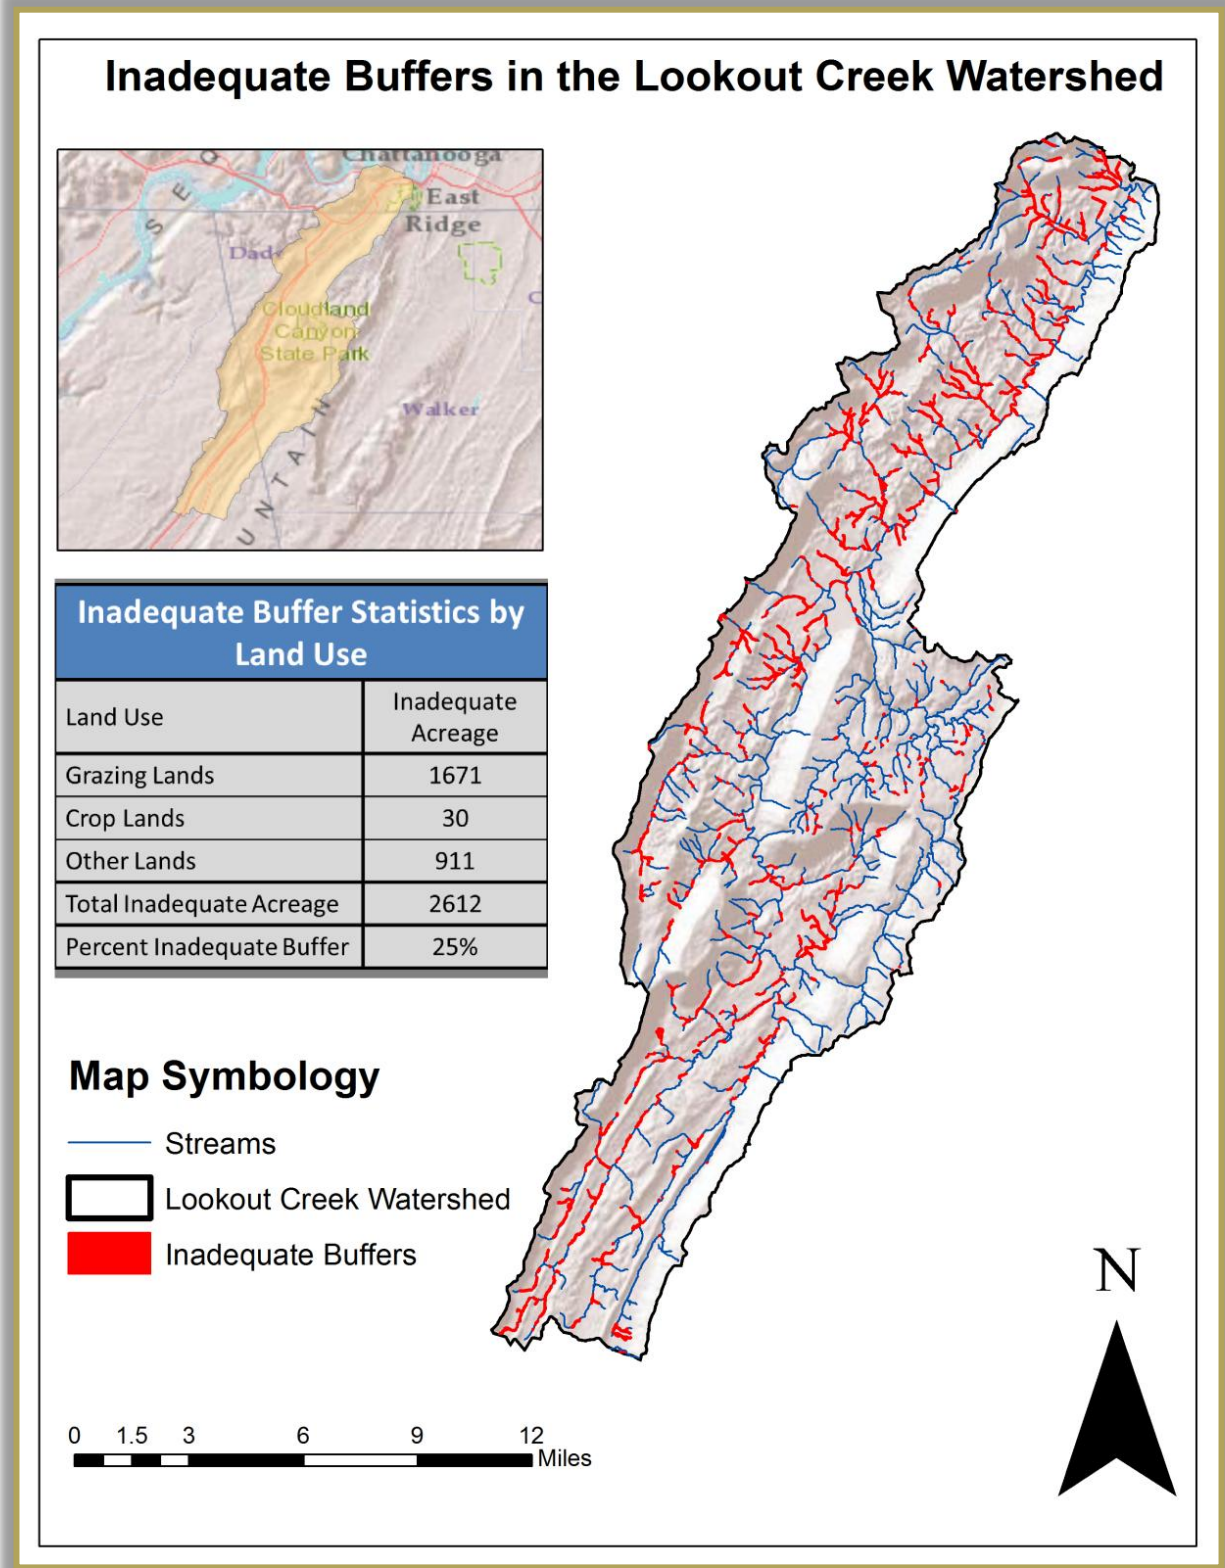 Inadequate Buffers in the Lookout Creek Watershed
Chattanooga
East
Ridge
S E Q
Dade
Cloudland
Canyon
State Park
Walker
U N T A I N
C
Inadequate Buffer Statistics by
Land Use
Land Use
Inadequate
Acreage
Grazing Lands 1671
Crop Lands 30
Other Lands 911
Total Inadequate Acreage 2612
Percent Inadequate Buffer 25%
Map Symbology
Streams
Lookout Creek Watershed
Inadequate Buffers
N
0 1.5 3 6 9 12
Miles